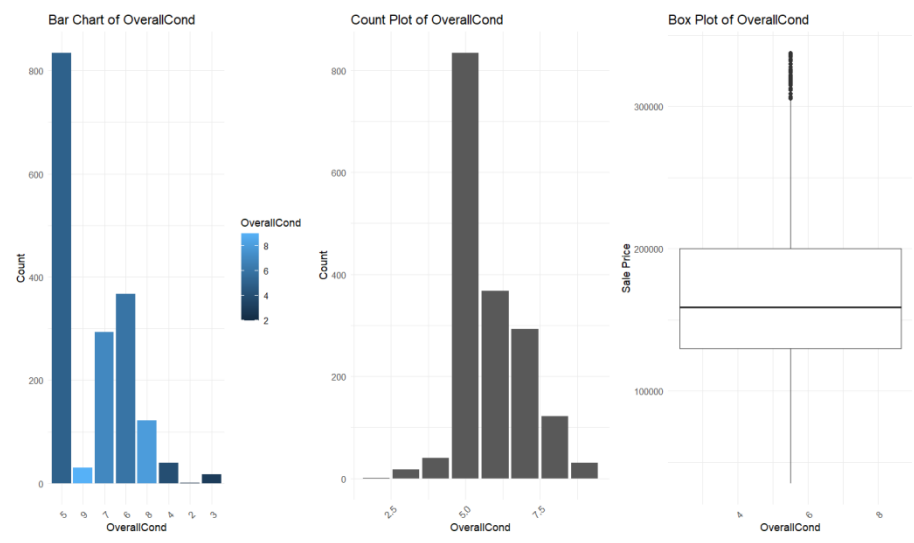 Bar Chart of OverallCond
800
600
400
200
0
Count
5 9 7 6 8 4 2 3
OverallCond
OverallCond
8
6
4
2
Count Plot of OverallCond
800
600
400
200
0
Count
2.5 5.0 7.5
OverallCond
Box Plot of OverallCond
300000
200000
100000
Sale Price
4 6 8
OverallCond